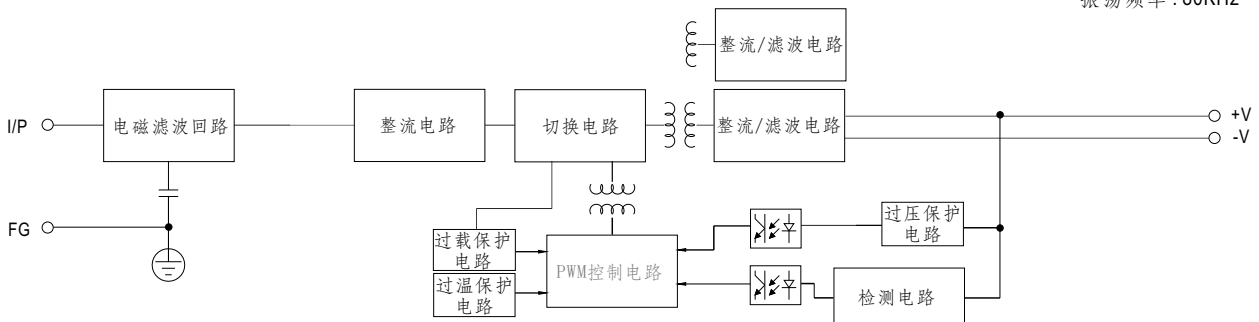 振荡频率:80KHz
整流/滤波电路
I/P
电磁滤波回路
整流电路
切换电路
整流/滤波电路
+V
-V
FG
过载保护
电路
过温保护
电路
PWM控制电路
过压保护
电路
检测电路